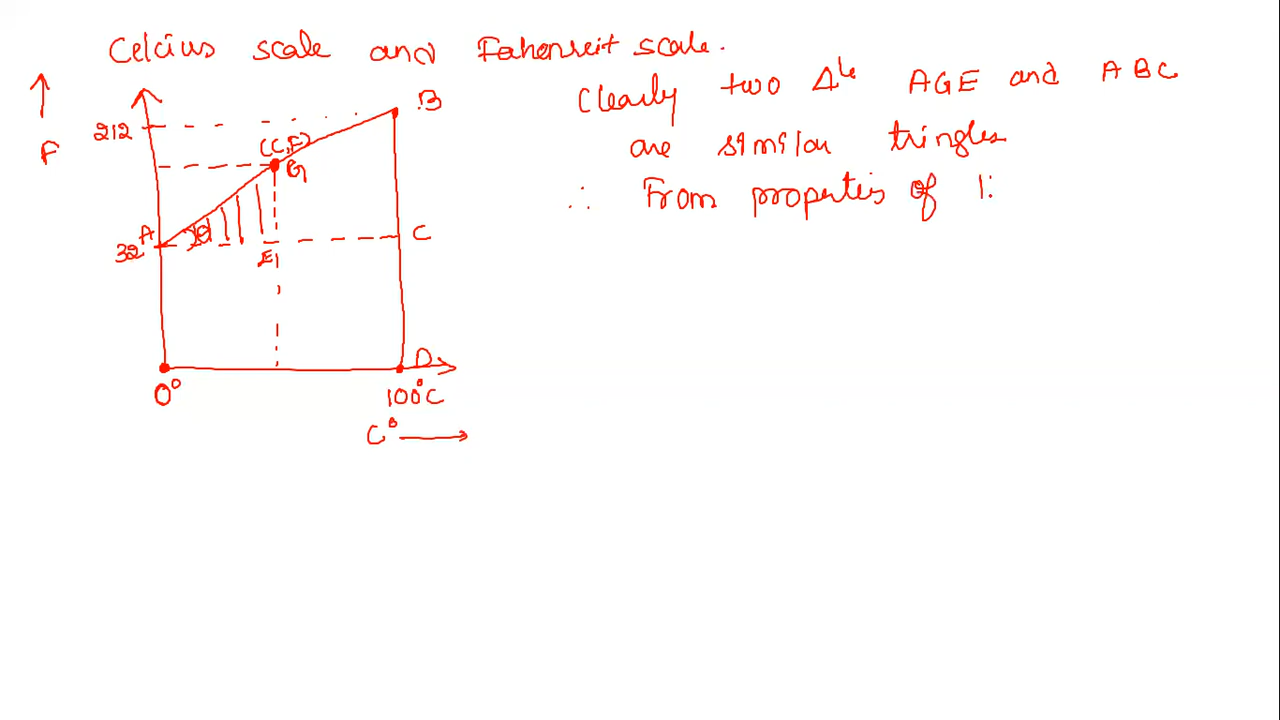 Celcius scale and Fahenreit scale.
Clearly two Δle AGE and ABC
are similar tringles
∴ From properties of
212
F
(C,F)
G
B
A
32
θ
E
C
D
0°
100°C
C°